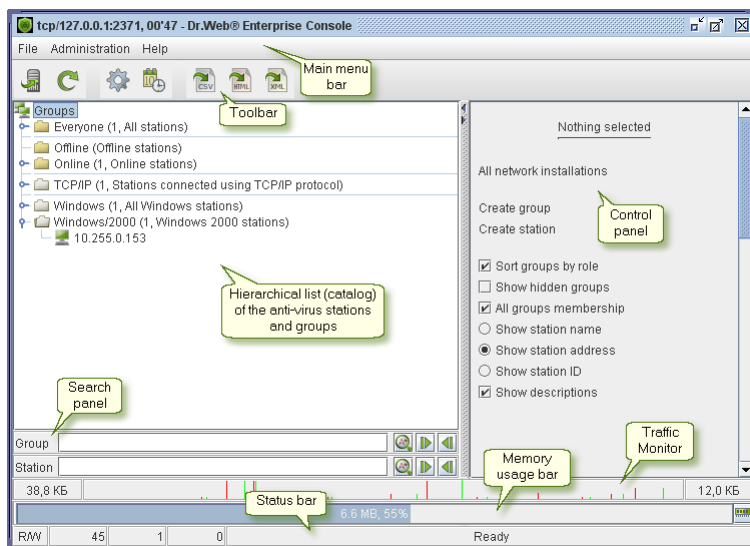 tcp/127.0.0.1:2371, 00'47 - Dr.Web® Enterprise Console
File Administration Help
Main menu
bar
CSV
HTML
XML
10
Toolbar
Groups
Everyone (1, All stations)
Offline (Offline stations)
Online (1, Online stations)
TCP/IP (1, Stations connected using TCP/IP protocol)
Windows (1, All Windows stations)
Windows/2000 (1, Windows 2000 stations)
10.255.0.153
Hierarchical list (catalog)
of the anti-virus stations
and groups
Nothing selected
All network installations
Create group
Create station
Control
panel
Sort groups by role
Show hidden groups
All groups membership
Show station name
Show station address
Show station ID
Show descriptions
Search
panel
Group
Station
Traffic
Monitor
Memory
usage bar
38,8 КБ
12,0 КБ
Status bar
6.6 MB, 55%
R/W 45 1 0 Ready